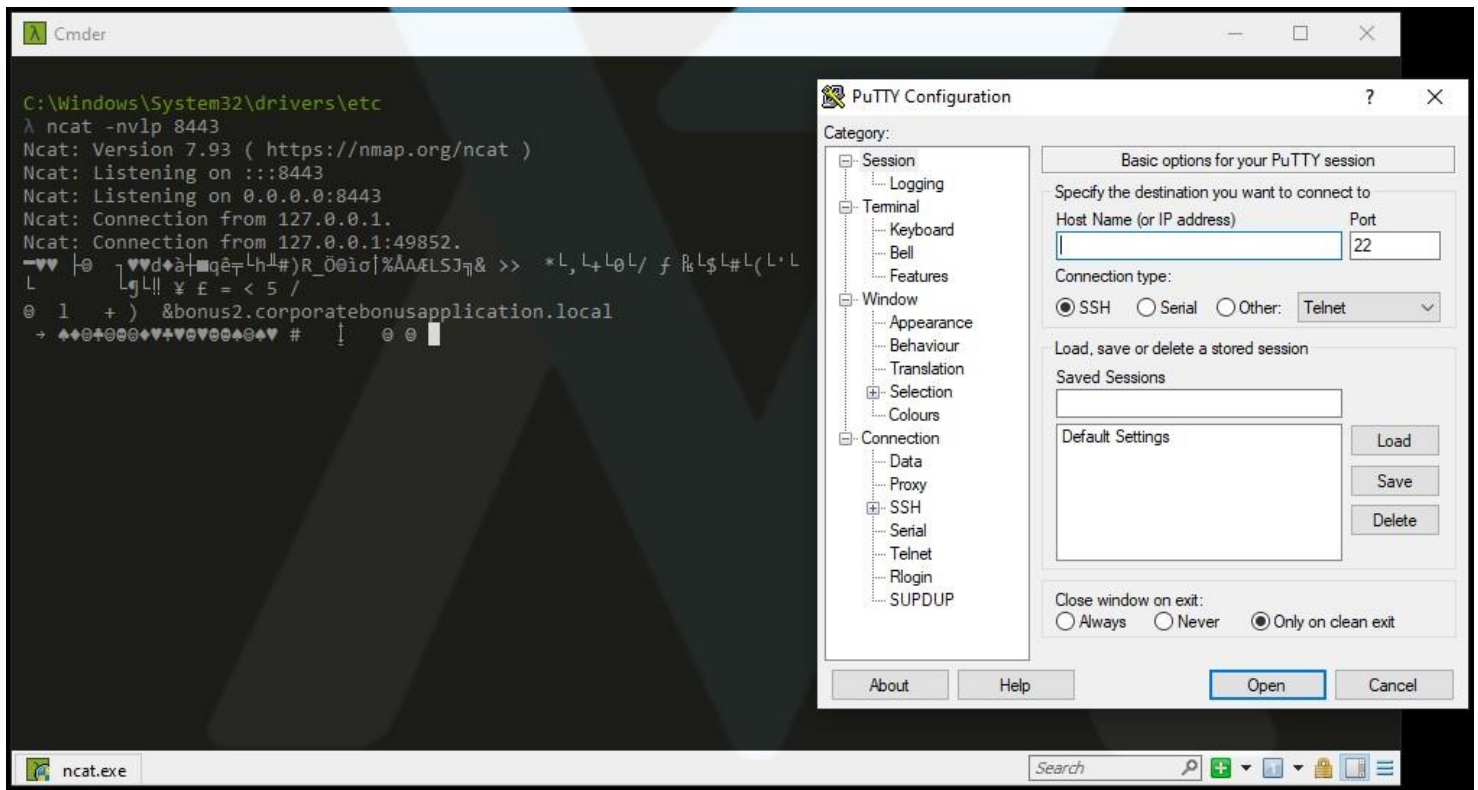 Cmder
C:\Windows\System32\drivers\etc
λ ncat -nvlp 8443
Ncat: Version 7.93 ( https://nmap.org/ncat )
Ncat: Listening on :::8443
Ncat: Listening on 0.0.0.0:8443
Ncat: Connection from 127.0.0.1.
Ncat: Connection from 127.0.0.1:49852.
&bonus2.corporatebonusapplication.local
ncat.exe
Search
PuTTY Configuration
Category:
Session
Logging
Terminal
Keyboard
Bell
Features
Window
Appearance
Behaviour
Translation
Selection
Colours
Connection
Data
Proxy
SSH
Serial
Telnet
Rlogin
SUPDUP
Basic options for your PuTTY session
Specify the destination you want to connect to
Host Name (or IP address) Port
22
Connection type:
SSH Serial Other: Telnet
Load, save or delete a stored session
Saved Sessions
Default Settings
Load
Save
Delete
Close window on exit:
Always Never Only on clean exit
About Help Open Cancel